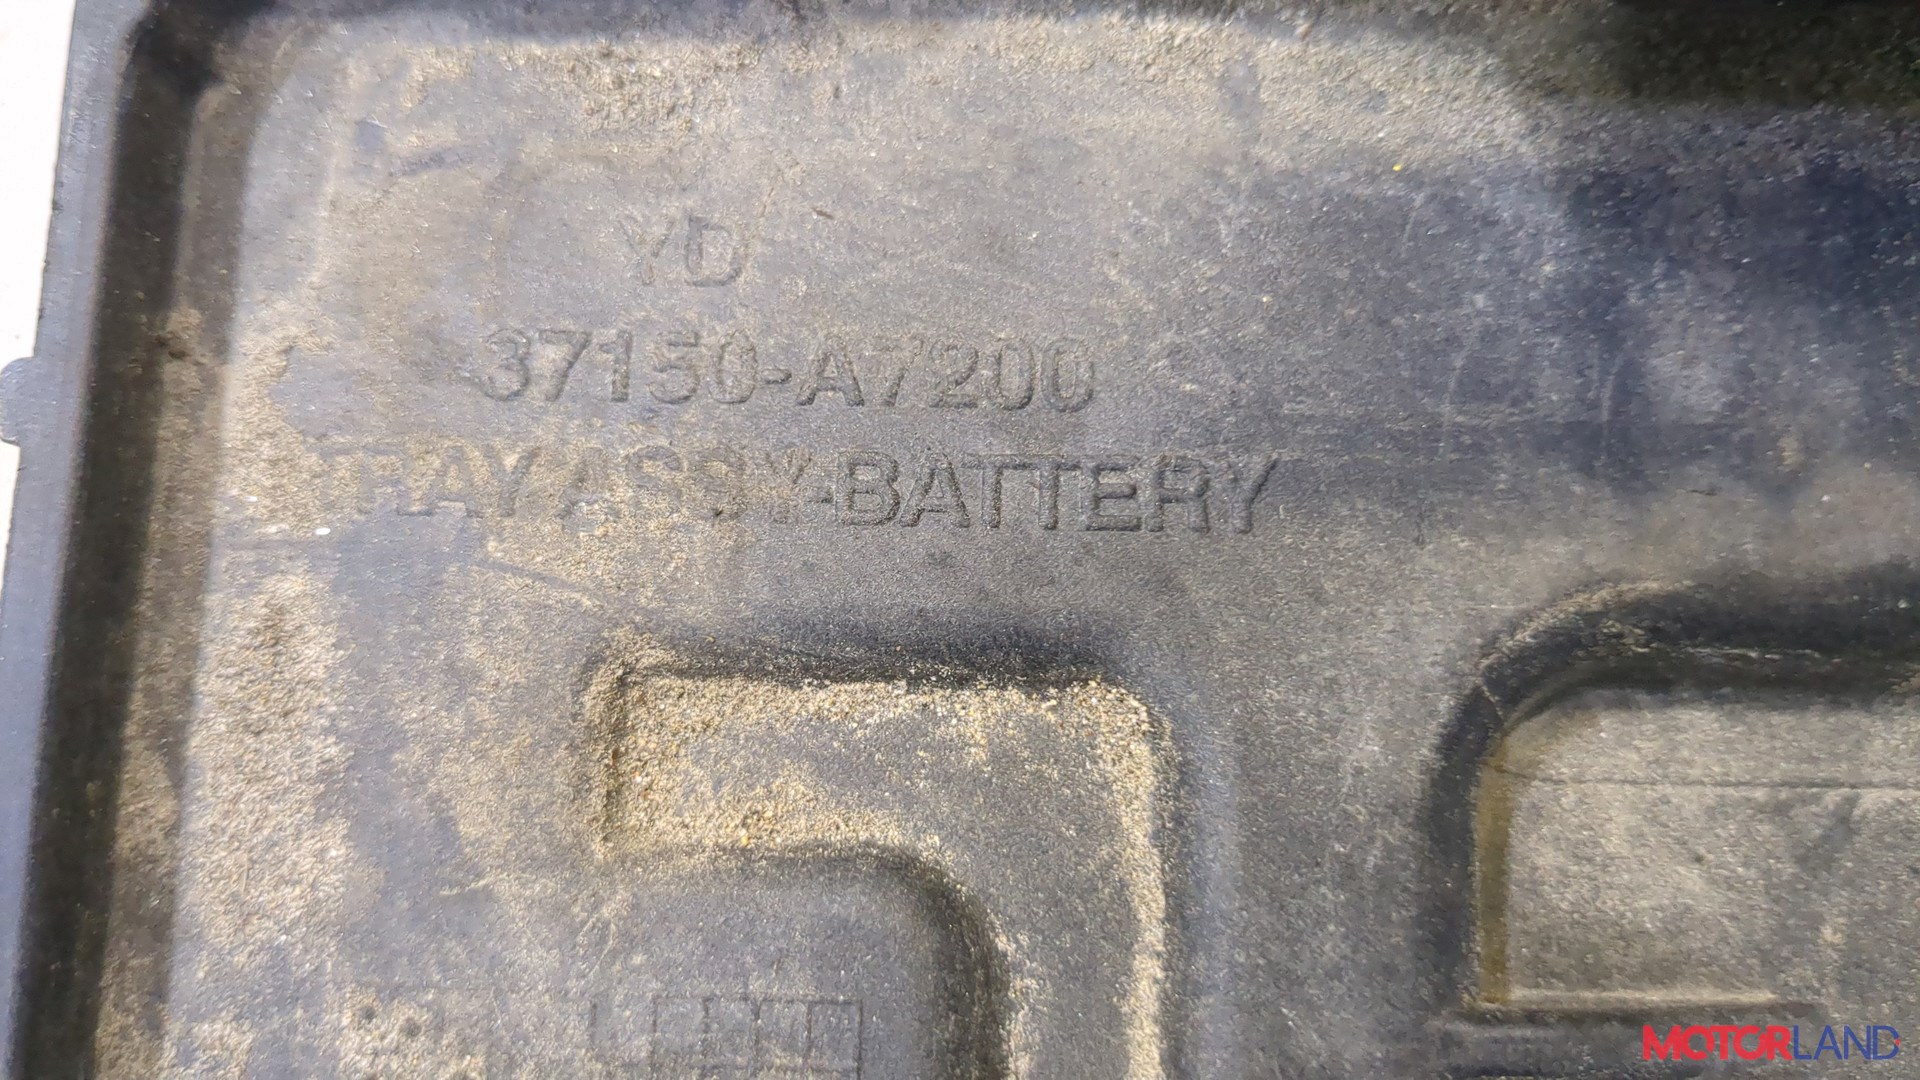 YD
37150-A7200
TRAY ASSY-BATTERY
MOTORLAND